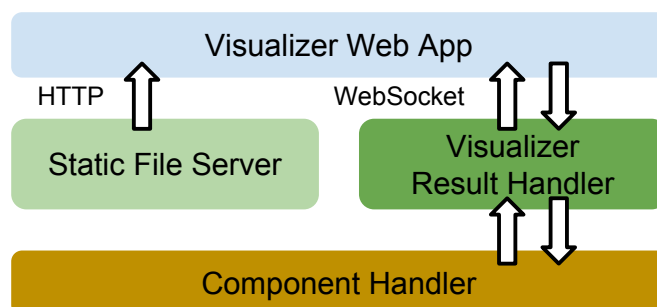 Visualizer Web App
HTTP
WebSocket
Static File Server
Visualizer
Result Handler
Component Handler